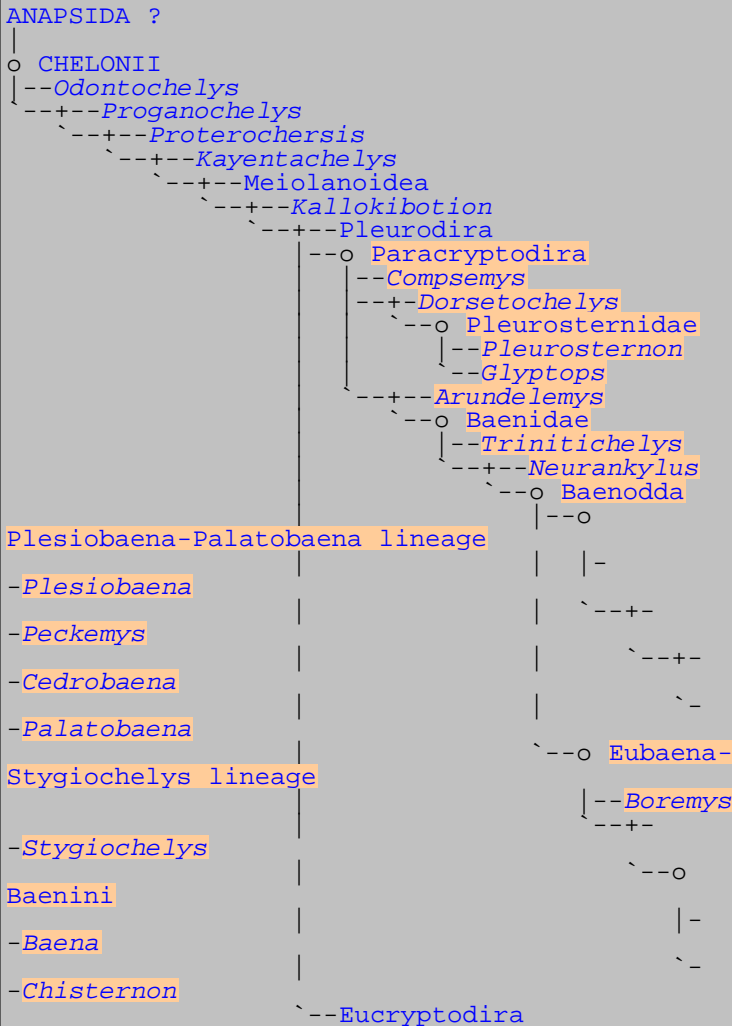 ANAPSIDA ?
|
o CHELONII
|--Odontochelys
`--+--Proganochelys
`--+--Proterochersis
`--+--Kayentachelys
`--+--Meiolanoidea
`--+--Kallokibotion
`--+--Pleurodira
|--o Paracryptodira
| |--Compsemys
| |--+-Dorsetochelys
| | `--o Pleurosternidae
| | |--Pleurosternon
| | `--Glyptops
| `--+--Arundelemys
| `--o Baenidae
| |--Trinitichelys
| `--+--Neurankylus
| `--o Baenodda
| |--o
Plesiobaena-Palatobaena lineage
| | |-
-Plesiobaena
| | `--+-
-Peckemys
| | `--+-
-Cedrobaena
| | `-
-Palatobaena
| `--o Eubaena-
Stygiochelys lineage
| |--Boremys
| `--+-
-Stygiochelys
| `--o
Baenini
| |-
-Baena
| `-
-Chisternon
`--Eucryptodira